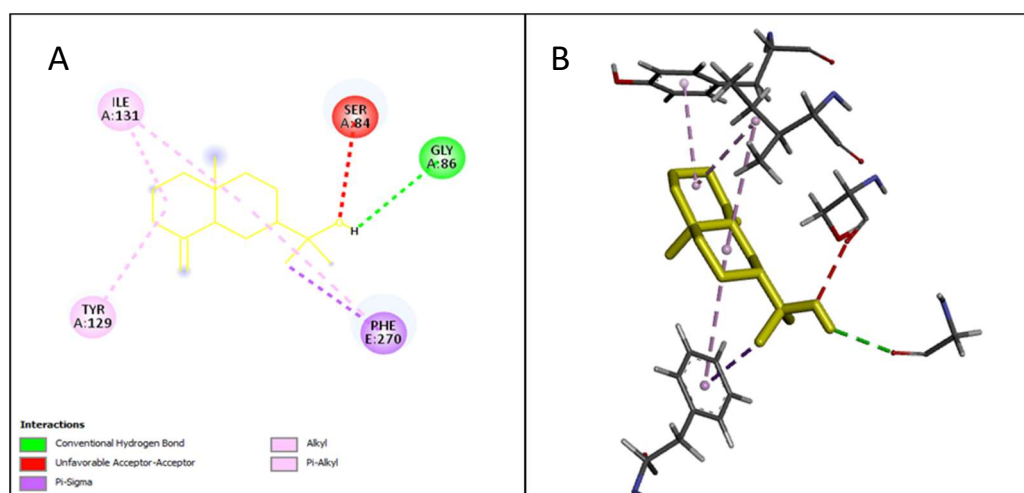 A
B
ILE
A:131
SER
A:84
GLY
A:86
H
TYR
A:129
PHE
E:270
Interactions
Conventional Hydrogen Bond
Unfavorable Acceptor-Acceptor
Pi-Sigma
Alkyl
Pi-Alkyl